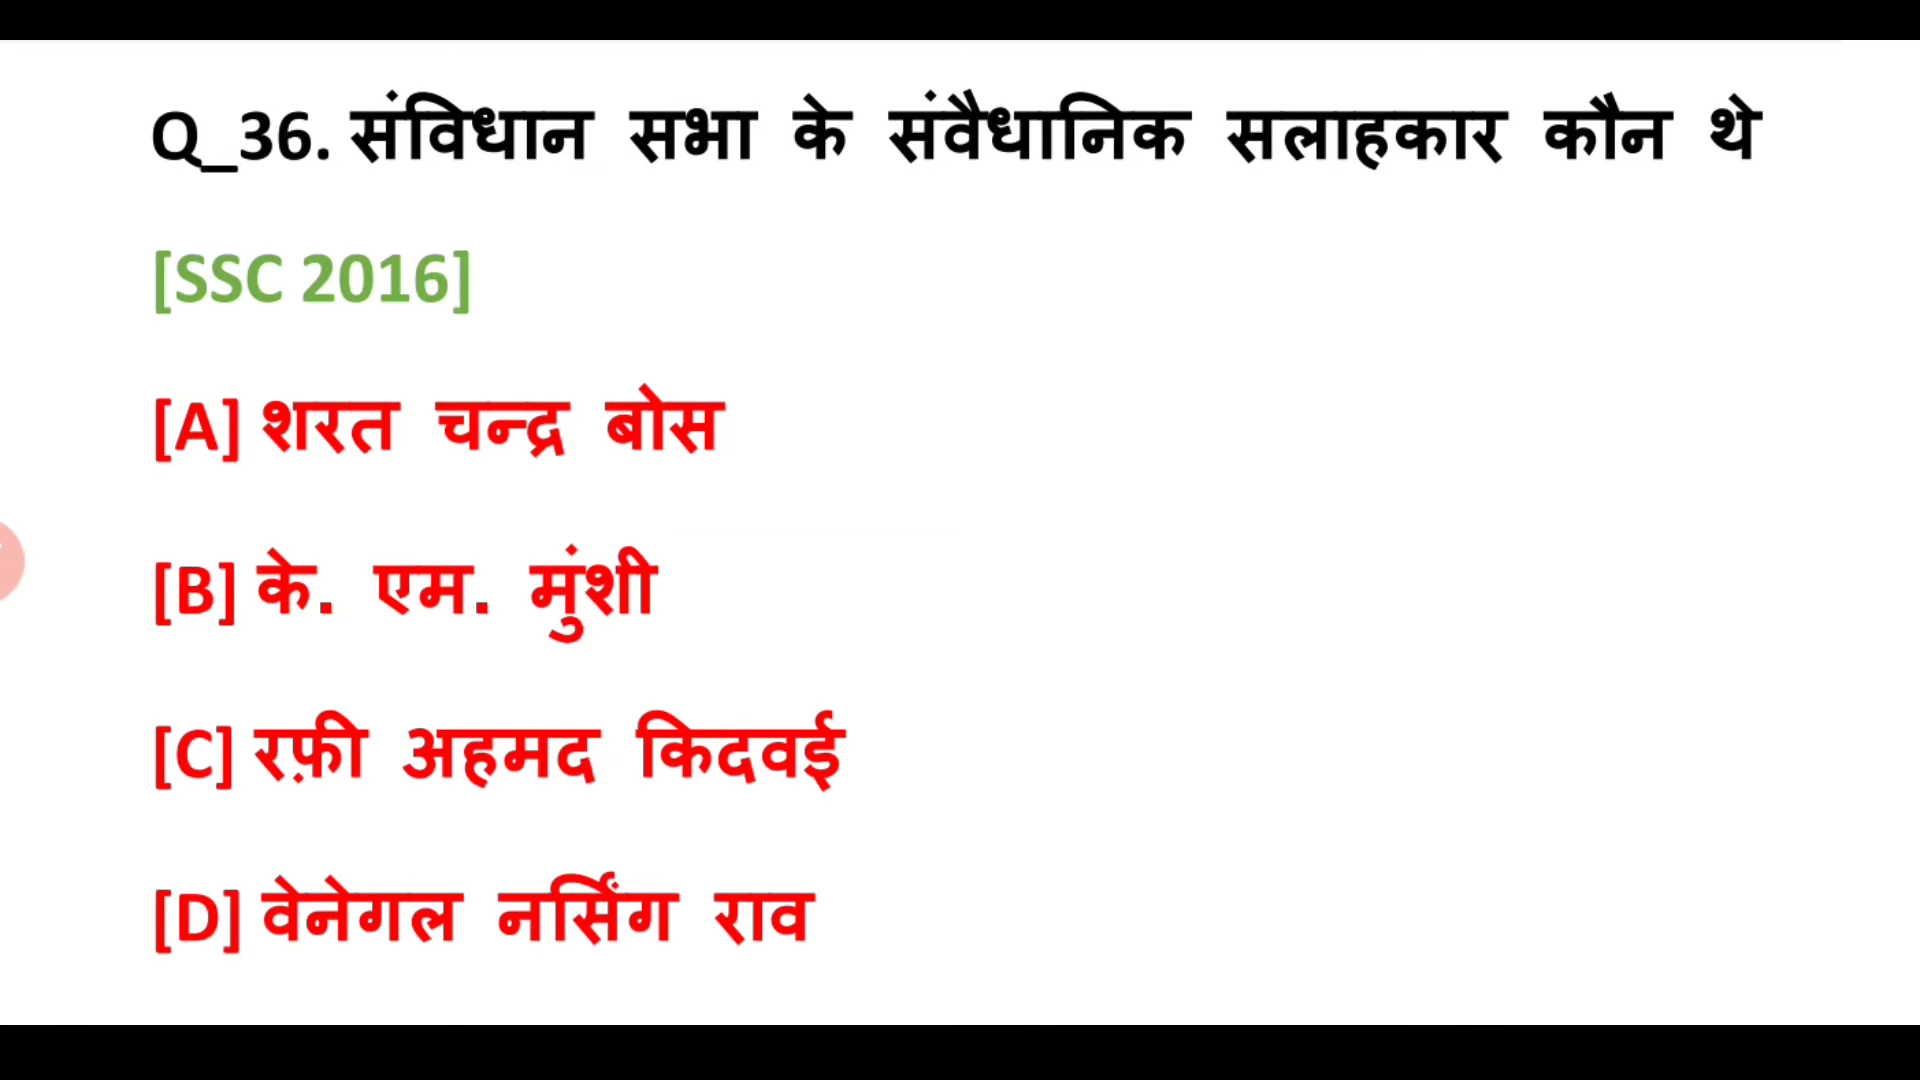 Q_36. संविधान सभा के संवैधानिक सलाहकार कौन थे
[SSC 2016]
[A] शरत चन्द्र बोस
[B] के. एम. मुंशी
[C] रफ़ी अहमद किदवई
[D] वेनेगल नर्सिंग राव